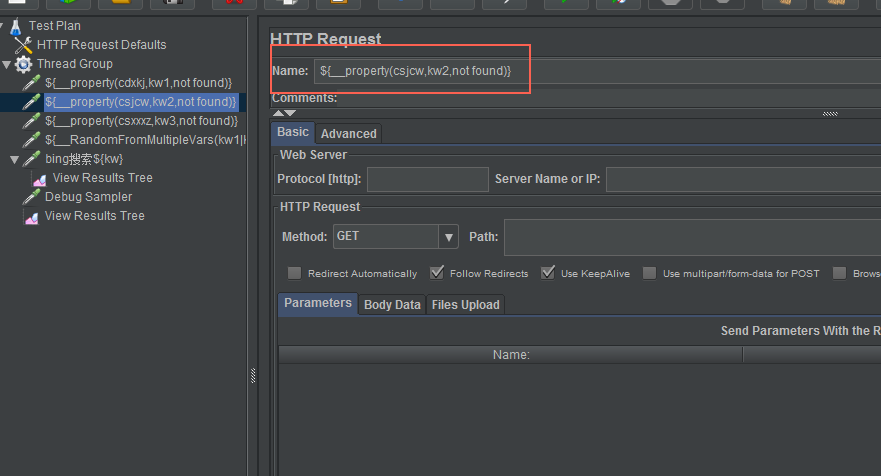 Test Plan
HTTP Request Defaults
Thread Group
${__property(cdxkj,kw1,not found)}
${__property(csjcw,kw2,not found)}
${__property(csxxxz,kw3,not found)}
${__RandomFromMultipleVars(kw1|
bing搜索${kw}
View Results Tree
Debug Sampler
View Results Tree
HTTP Request
Name: ${__property(csjcw,kw2,not found)}
Comments:
Basic Advanced
Web Server
Protocol [http]: Server Name or IP:
HTTP Request
Method: GET Path:
Redirect Automatically Follow Redirects Use KeepAlive Use multipart/form-data for POST Brows
Parameters Body Data Files Upload
Send Parameters With the R
Name: